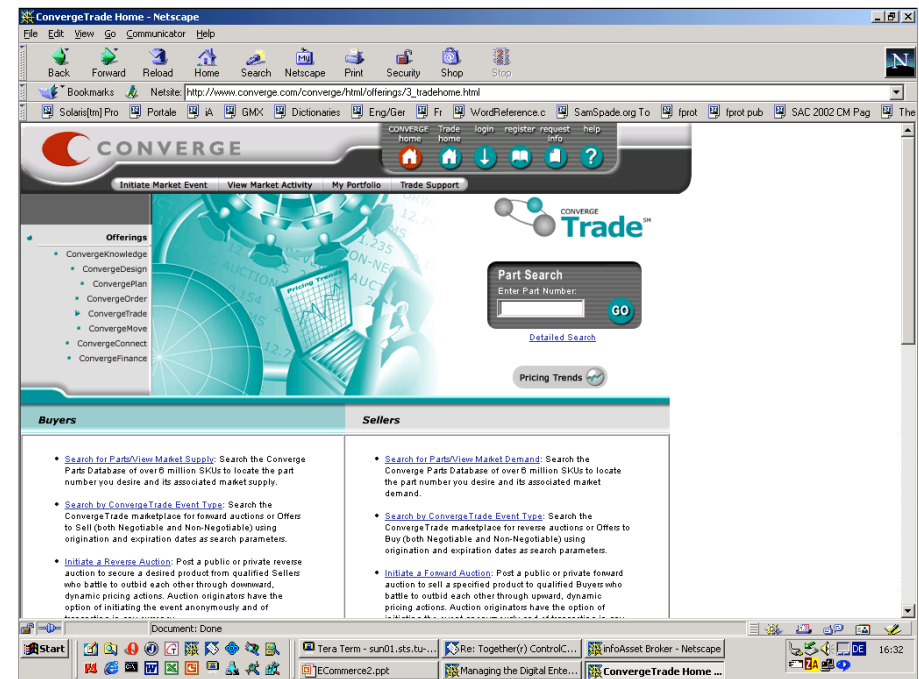 ConvergeTrade Home - Netscape
File Edit View Go Communicator Help
Back Forward Reload Home Search Netscape Print Security Shop Stop
Bookmarks Netsite: http://www.converge.com/converge/html/offerings/3_tradehome.html
Solaris[tm] Pro Portale iA GMX Dictionaries Eng/Ger Fr WordReference.c SamSpade.org To fprot fprot pub SAC 2002 CM Pag The
CONVERGE
CONVERGE home Trade home login register request info help
Initiate Market Event View Market Activity My Portfolio Trade Support
Offerings
ConvergeKnowledge
ConvergeDesign
ConvergePlan
ConvergeOrder
ConvergeTrade
ConvergeMove
ConvergeConnect
ConvergeFinance
Pricing Trends
CONVERGE
Trade SM
Part Search
Enter Part Number:
GO
Detailed Search
Pricing Trends
Buyers
Search for Parts/View Market Supply: Search the Converge
Parts Database of over 6 million SKUs to locate the part
number you desire and its associated market supply.
Search by ConvergeTrade Event Type: Search the
ConvergeTrade marketplace for forward auctions or Offers
to Sell (both Negotiable and Non-Negotiable) using
origination and expiration dates as search parameters.
Initiate a Reverse Auction: Post a public or private reverse
auction to secure a desired product from qualified Sellers
who battle to outbid each other through downward,
dynamic pricing actions. Auction originators have the
option of initiating the event anonymously and of
Sellers
Search for Parts/View Market Demand: Search the
Converge Parts Database of over 6 million SKUs to locate
the part number you desire and its associated market
demand.
Search by ConvergeTrade Event Type: Search the
ConvergeTrade marketplace for reverse auctions or Offers to
Buy (both Negotiable and Non-Negotiable) using
origination and expiration dates as search parameters.
Initiate a Forward Auction: Post a public or private forward
auction to sell a specified product to qualified Buyers who
battle to outbid each other through upward, dynamic
pricing actions. Auction originators have the option of
Document: Done
Start
Tera Term - sun01.sts.tu-... Re: Together(r) ControlC... infoAsset Broker - Netscape
ECommerce2.ppt Managing the Digital Ente... ConvergeTrade Home ...
DE 16:32